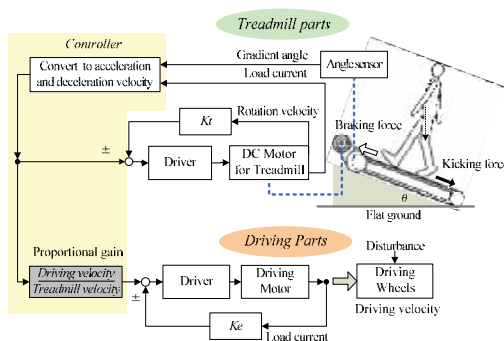 Treadmill parts
Controller
Convert to acceleration
and deceleration velocity
Gradient angle
Load current
Angle sensor
Kt
Rotation velocity
Braking force
±
Driver
DC Motor
for Treadmill
Kicking force
θ
Flat ground
Driving Parts
Proportional gain
Disturbance
Driving velocity
Treadmill velocity
±
Driver
Driving
Motor
Driving
Wheels
Driving velocity
Ke
Load current